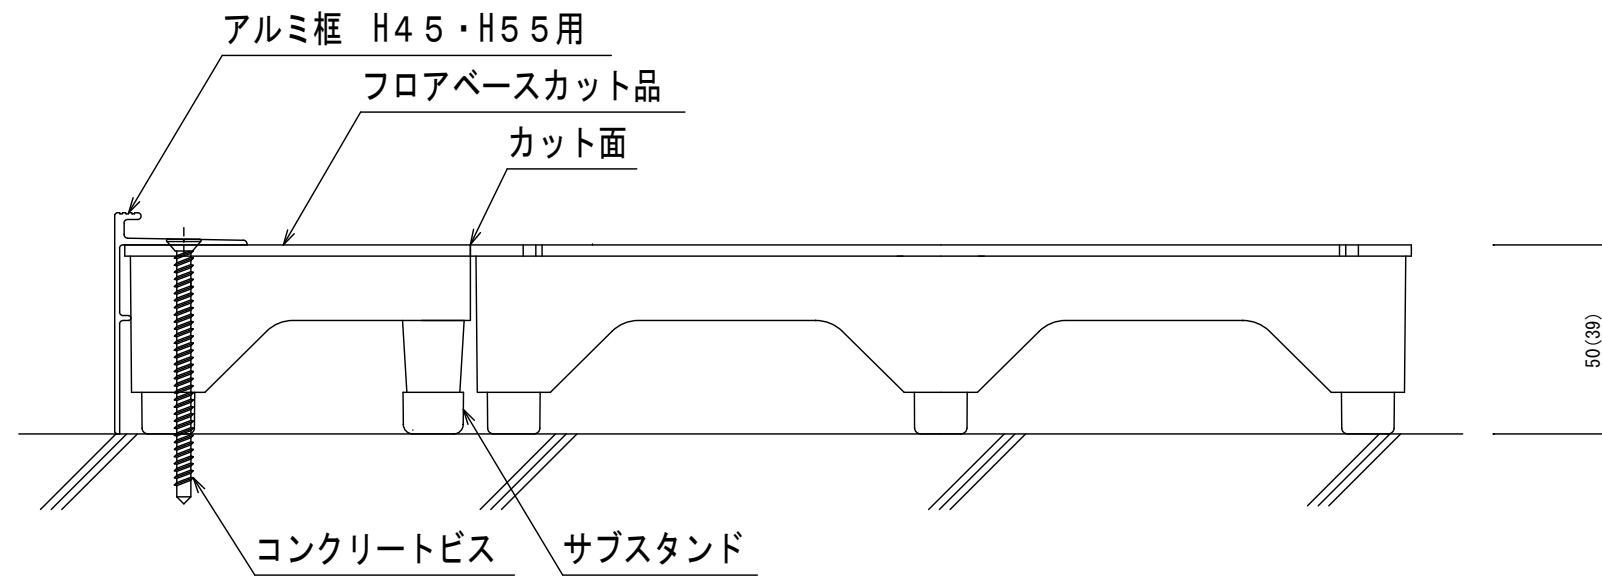 アルミ框　H４５・H５５用
フロアベースカット品
カット面
50(39)
コンクリートビス
サブスタンド